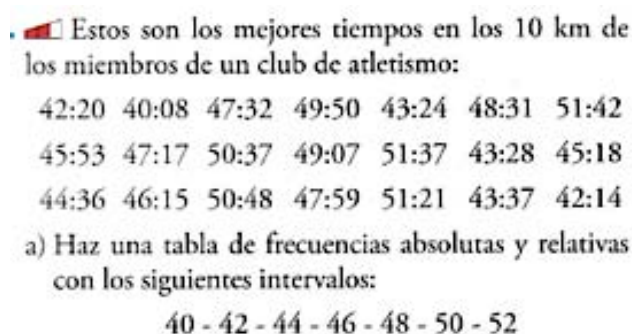 Estos son los mejores tiempos en los 10 km de
los miembros de un club de atletismo:
42:20 40:08 47:32 49:50 43:24 48:31 51:42
45:53 47:17 50:37 49:07 51:37 43:28 45:18
44:36 46:15 50:48 47:59 51:21 43:37 42:14
a) Haz una tabla de frecuencias absolutas y relativas
con los siguientes intervalos:
40 - 42 - 44 - 46 - 48 - 50 - 52